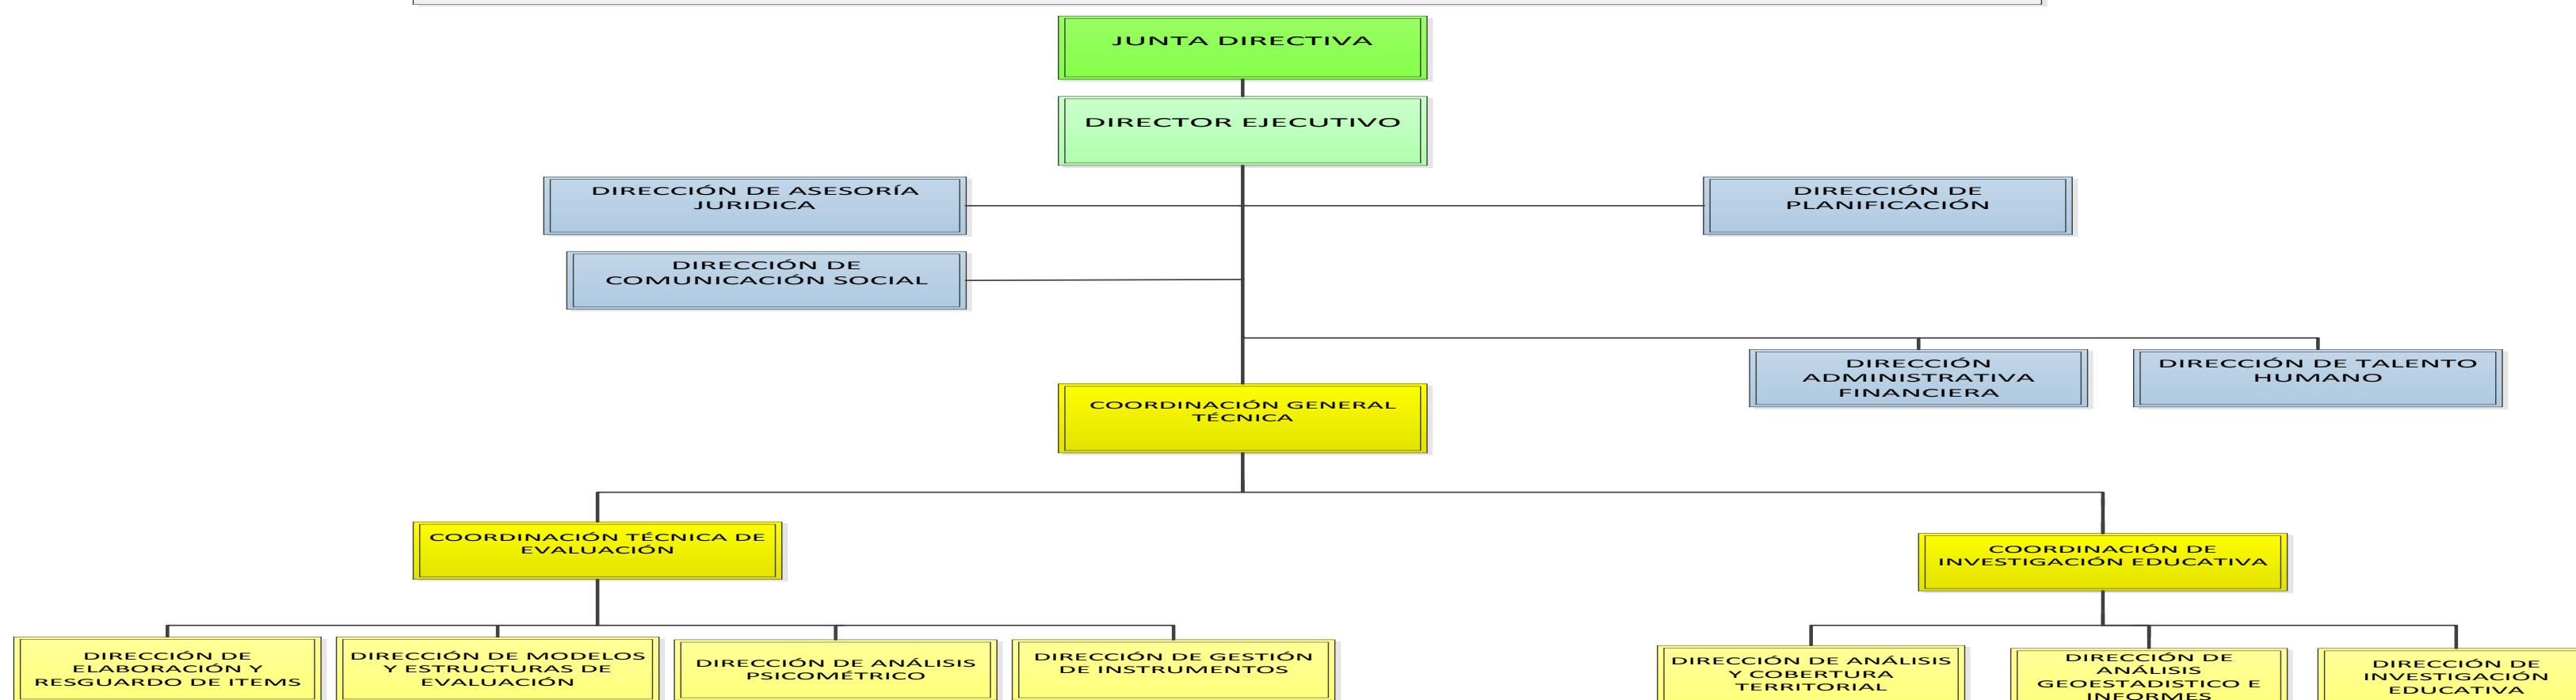 JUNTA DIRECTIVA
DIRECTOR EJECUTIVO
DIRECCIÓN DE ASESORÍA
JURIDICA
DIRECCIÓN DE
PLANIFICACIÓN
DIRECCIÓN DE
COMUNICACIÓN SOCIAL
DIRECCIÓN
ADMINISTRATIVA
FINANCIERA
DIRECCIÓN DE TALENTO
HUMANO
COORDINACIÓN GENERAL
TÉCNICA
COORDINACIÓN TÉCNICA DE
EVALUACIÓN
COORDINACIÓN DE
INVESTIGACIÓN EDUCATIVA
DIRECCIÓN DE
ELABORACIÓN Y
RESGUARDO DE ITEMS
DIRECCIÓN DE MODELOS
Y ESTRUCTURAS DE
EVALUACIÓN
DIRECCIÓN DE ANÁLISIS
PSICOMÉTRICO
DIRECCIÓN DE GESTIÓN
DE INSTRUMENTOS
DIRECCIÓN DE ANÁLISIS
Y COBERTURA
TERRITORIAL
DIRECCIÓN DE
ANÁLISIS
GEOESTADISTICO E
INFORMES
DIRECCIÓN DE
INVESTIGACIÓN
EDUCATIVA